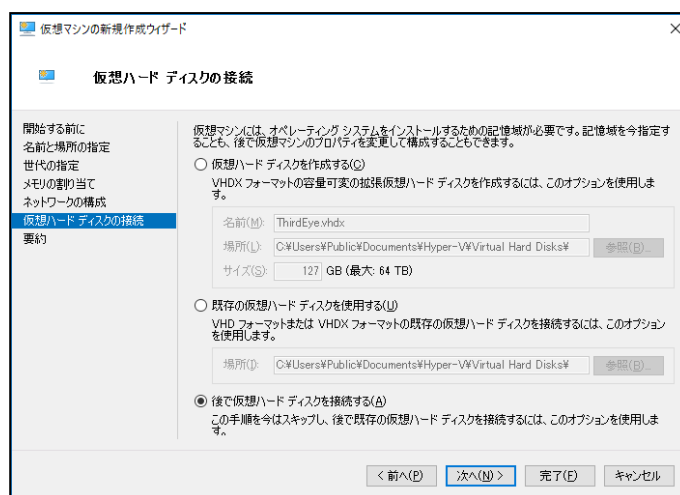 仮想マシンの新規作成ウィザード
仮想ハード ディスクの接続
開始する前に
名前と場所の指定
世代の指定
メモリの割り当て
ネットワークの構成
仮想ハード ディスクの接続
要約
仮想マシンには、オペレーティング システムをインストールするための記憶域が必要です。記憶域を今指定す
ることも、後で仮想マシンのプロパティを変更して構成することもできます。
仮想ハード ディスクを作成する(C)
VHDX フォーマットの容量可変の拡張仮想ハード ディスクを作成するには、このオプションを使用しま
す。
名前(M): ThirdEye.vhdx
場所(L): C:¥Users¥Public¥Documents¥Hyper-V¥Virtual Hard Disks¥ 参照(B)...
サイズ(S): 127 GB (最大: 64 TB)
既存の仮想ハード ディスクを使用する(U)
VHD フォーマットまたは VHDX フォーマットの既存の仮想ハード ディスクを接続するには、このオプション
を使用します。
場所(I): C:¥Users¥Public¥Documents¥Hyper-V¥Virtual Hard Disks¥ 参照(B)...
後で仮想ハード ディスクを接続する(A)
この手順を今はスキップし、後で既存の仮想ハード ディスクを接続するには、このオプションを使用しま
す。
< 前へ(P) 次へ(N) > 完了(F) キャンセル